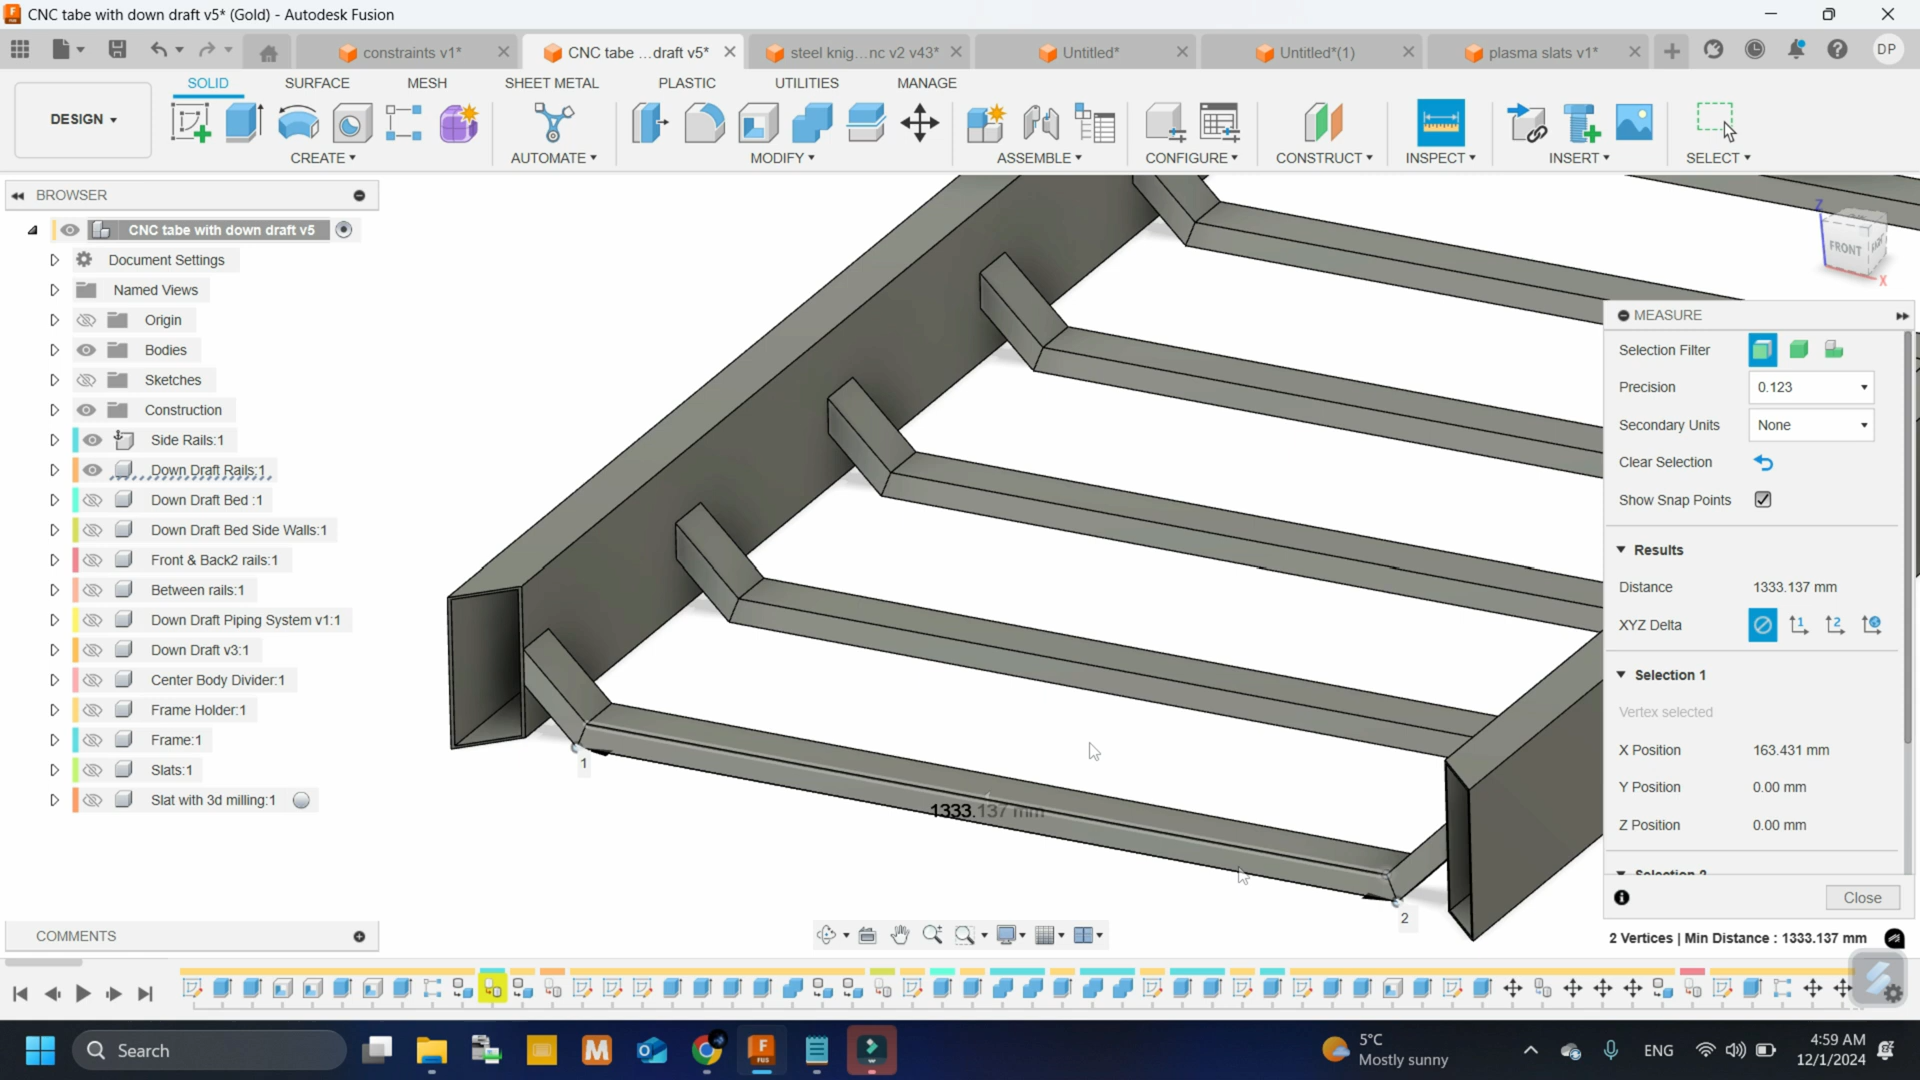 CNC tabe with down draft v5* (Gold) - Autodesk Fusion
constraints v1*
CNC tabe ...draft v5*
steel knig...nc v2 v43*
Untitled*
Untitled*(1)
plasma slats v1*
DP
SOLID
SURFACE
MESH
SHEET METAL
PLASTIC
UTILITIES
MANAGE
DESIGN
CREATE
AUTOMATE
MODIFY
ASSEMBLE
CONFIGURE
CONSTRUCT
INSPECT
INSERT
SELECT
BROWSER
CNC tabe with down draft v5
Document Settings
Named Views
Origin
Bodies
Sketches
Construction
Side Rails:1
Down Draft Rails:1
Down Draft Bed :1
Down Draft Bed Side Walls:1
Front & Back2 rails:1
Between rails:1
Down Draft Piping System v1:1
Down Draft v3:1
Center Body Divider:1
Frame Holder:1
Frame:1
Slats:1
Slat with 3d milling:1
COMMENTS
1
1333.137 mm
2
Z
FRONT
X
MEASURE
Selection Filter
Precision
0.123
Secondary Units
None
Clear Selection
Show Snap Points
Results
Distance
1333.137 mm
XYZ Delta
Selection 1
Vertex selected
X Position
163.431 mm
Y Position
0.00 mm
Z Position
0.00 mm
Selection 2
Close
2 Vertices | Min Distance : 1333.137 mm
Search
5°C
Mostly sunny
ENG
4:59 AM
12/1/2024